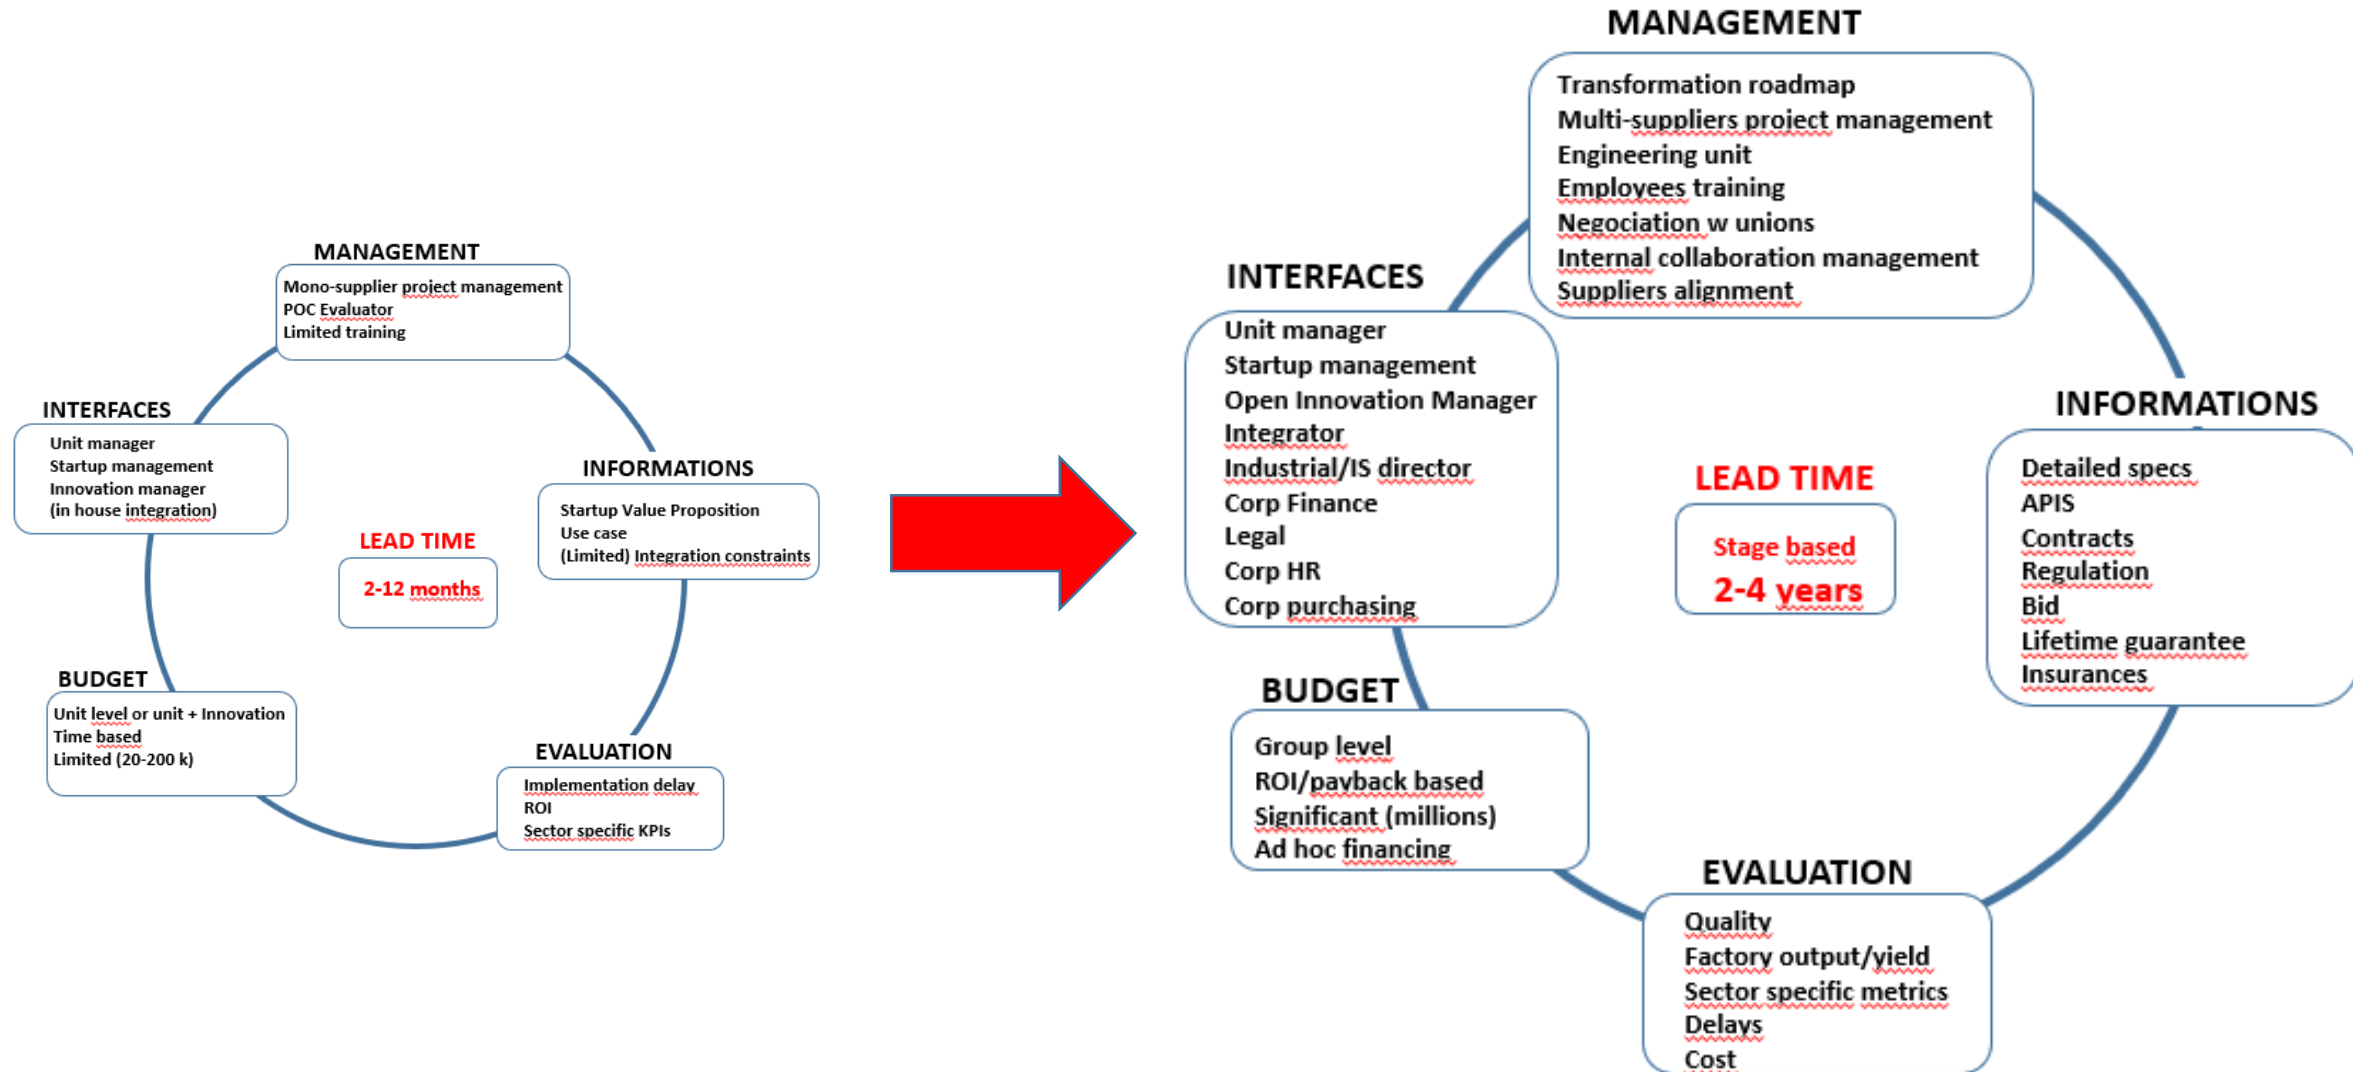 MANAGEMENT
Mono-supplier project management
POC Evaluator
Limited training
INTERFACES
Unit manager
Startup management
Innovation manager
(in house integration)
INFORMATIONS
Startup Value Proposition
Use case
(Limited) Integration constraints
LEAD TIME
2-12 months
BUDGET
Unit level or unit + Innovation
Time based
Limited (20-200 k)
EVALUATION
Implementation delay
ROI
Sector specific KPIs
MANAGEMENT
Transformation roadmap
Multi-suppliers project management
Engineering unit
Employees training
Negociation w unions
Internal collaboration management
Suppliers alignment
INTERFACES
Unit manager
Startup management
Open Innovation Manager
Integrator
Industrial/IS director
Corp Finance
Legal
Corp HR
Corp purchasing
INFORMATIONS
Detailed specs
APIS
Contracts
Regulation
Bid
Lifetime guarantee
Insurances
LEAD TIME
Stage based
2-4 years
BUDGET
Group level
ROI/payback based
Significant (millions)
Ad hoc financing
EVALUATION
Quality
Factory output/yield
Sector specific metrics
Delays
Cost